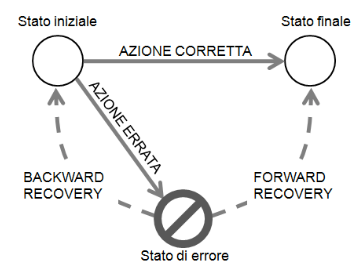 Stato iniziale
Stato finale
AZIONE CORRETTA
AZIONE ERRATA
BACKWARD
RECOVERY
FORWARD
RECOVERY
Stato di errore